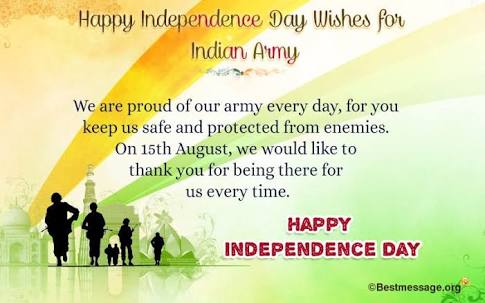 Happy Independence Day Wishes for
Indian Army
We are proud of our army every day, for you
keep us safe and protected from enemies.
On 15th August, we would like to
thank you for being there for
us every time.
HAPPY
INDEPENDENCE DAY
©Bestmessage.org